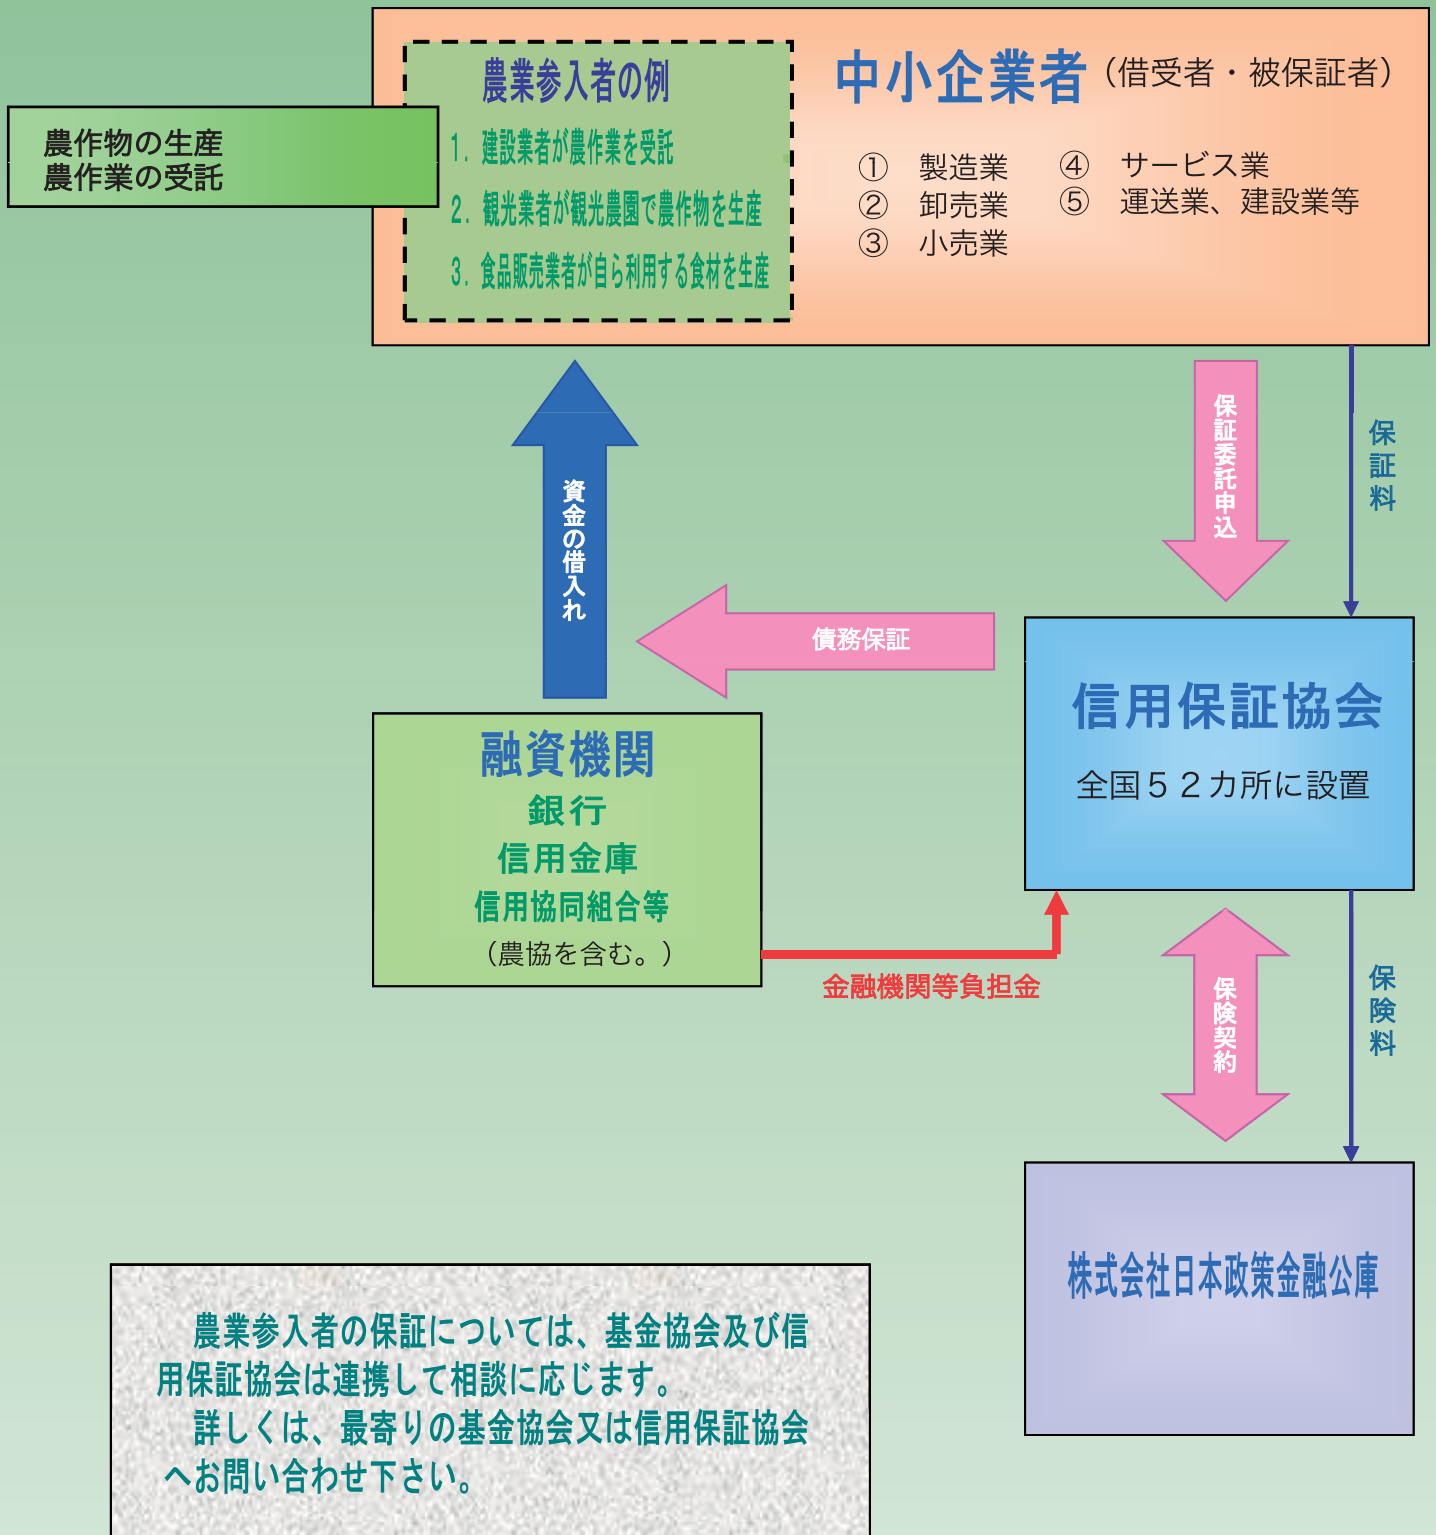 農業参入者の例
1. 建設業者が農作業を受託
2. 観光業者が観光農園で農作物を生産
3. 食品販売業者が自ら利用する食材を生産
農作物の生産
農作業の受託
中小企業者（借受者・被保証者）
① 製造業
② 卸売業
③ 小売業
④ サービス業
⑤ 運送業、建設業等
資金の借入れ
保証委託申込
保証料
債務保証
信用保証協会
全国５２カ所に設置
融資機関
銀行
信用金庫
信用協同組合等
（農協を含む。）
金融機関等負担金
保険契約
保険料
株式会社日本政策金融公庫
農業参入者の保証については、基金協会及び信
用保証協会は連携して相談に応じます。
詳しくは、最寄りの基金協会又は信用保証協会
へお問い合わせ下さい。